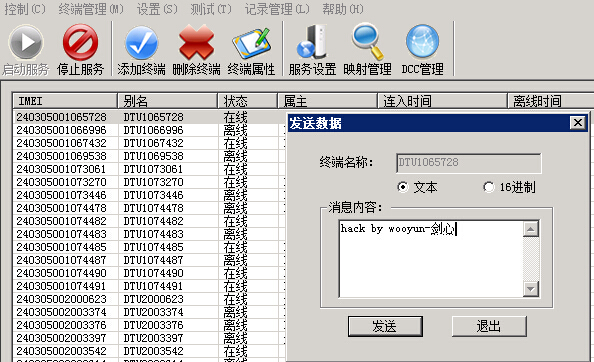 控制(C) 终端管理(M) 设置(S) 测试(T) 记录管理(L) 帮助(H)
启动服务 停止服务 添加终端 删除终端 终端属性 服务设置 映射管理 DCC管理
IMEI 别名 状态 属主 连入时间 离线时间
240305001065728 DTU1065728 在线
240305001066996 DTU1066996 离线
240305001067432 DTU1067432 在线
240305001069538 DTU1069538 离线
240305001073061 DTU1073061 在线
240305001073270 DTU1073270 在线
240305001073446 DTU1073446 离线
240305001074478 DTU1074478 在线
240305001074482 DTU1074482 离线
240305001074483 DTU1074483 离线
240305001074485 DTU1074485 在线
240305001074487 DTU1074487 离线
240305001074490 DTU1074490 在线
240305001074491 DTU1074491 离线
240305002000623 DTU2000623 在线
240305002003374 DTU2003374 离线
240305002003376 DTU2003376 在线
240305002003397 DTU2003397 离线
240305002003542 DTU2003542 在线
发送数据
终端名称: DTU1065728
文本 16进制
消息内容:
hack by wooyun-剑心
发送 退出